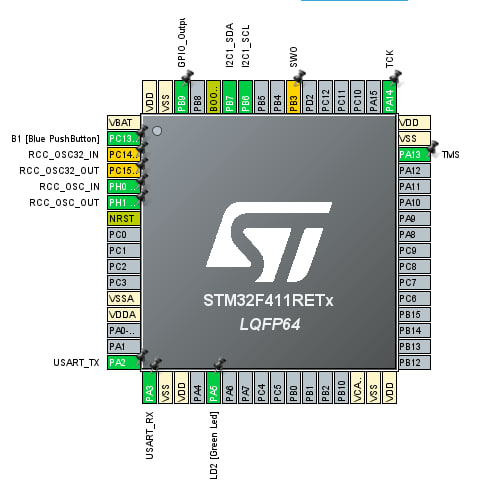 GPIO_Output
I2C1_SDA
I2C1_SCL
SWO
TCK
VDD
VSS
PB9
PB8
BOO..
PB7
PB6
PB5
PB4
PB3
PD2
PC12
PC11
PC10
PA15
PA14
VBAT
B1 [Blue PushButton]
PC13..
RCC_OSC32_IN
PC14..
RCC_OSC32_OUT
PC15..
RCC_OSC_IN
PH0 ..
RCC_OSC_OUT
PH1 ..
NRST
PC0
PC1
PC2
PC3
VSSA
VDDA
PA0-..
PA1
USART_TX
PA2
ST
STM32F411RETx
LQFP64
VDD
VSS
PA13
TMS
PA12
PA11
PA10
PA9
PA8
PC9
PC8
PC7
PC6
PB15
PB14
PB13
PB12
PA3
VSS
VDD
PA4
PA5
PA6
PA7
PC4
PC5
PB0
PB1
PB2
PB10
VCA..
VSS
VDD
USART_RX
LD2 [Green Led]